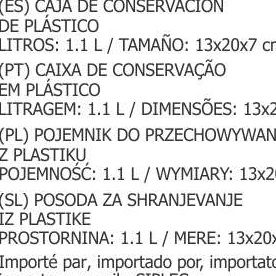 (ES) CAJA DE CONSERVACIÓN
DE PLÁSTICO
LITROS: 1.1 L / TAMAÑO: 13x20x7 cm
(PT) CAIXA DE CONSERVAÇÃO
EM PLÁSTICO
LITRAGEM: 1.1 L / DIMENSÕES: 13x2
(PL) POJEMNIK DO PRZECHOWYWAN
Z PLASTIKU
POJEMNOŚĆ: 1.1 L / WYMIARY: 13x20
(SL) POSODA ZA SHRANJEVANJE
IZ PLASTIKE
PROSTORNINA: 1.1 L / MERE: 13x20x
Importé par, importado por, importato